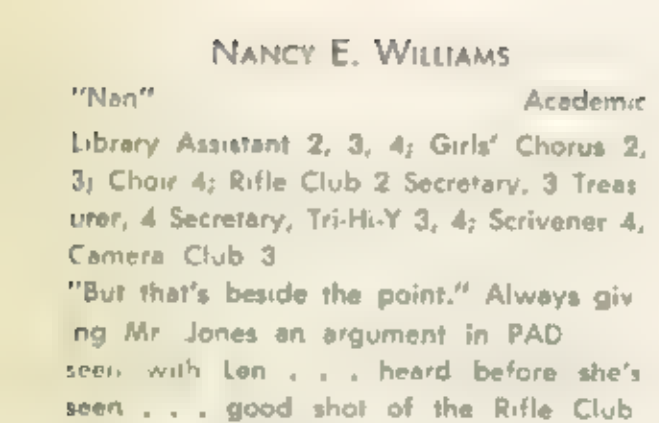 NANCY E. WILLIAMS
"Nan" Academic
Library Assistant 2, 3, 4; Girls' Chorus 2,
3; Choir 4; Rifle Club 2 Secretary, 3 Treas
urer, 4 Secretary, Tri-Hi-Y 3, 4; Scrivener 4,
Camera Club 3
"But that's beside the point." Always giv
ng Mr Jones an argument in PAD
seen with Len . . . heard before she's
seen . . . good shot of the Rifle Club